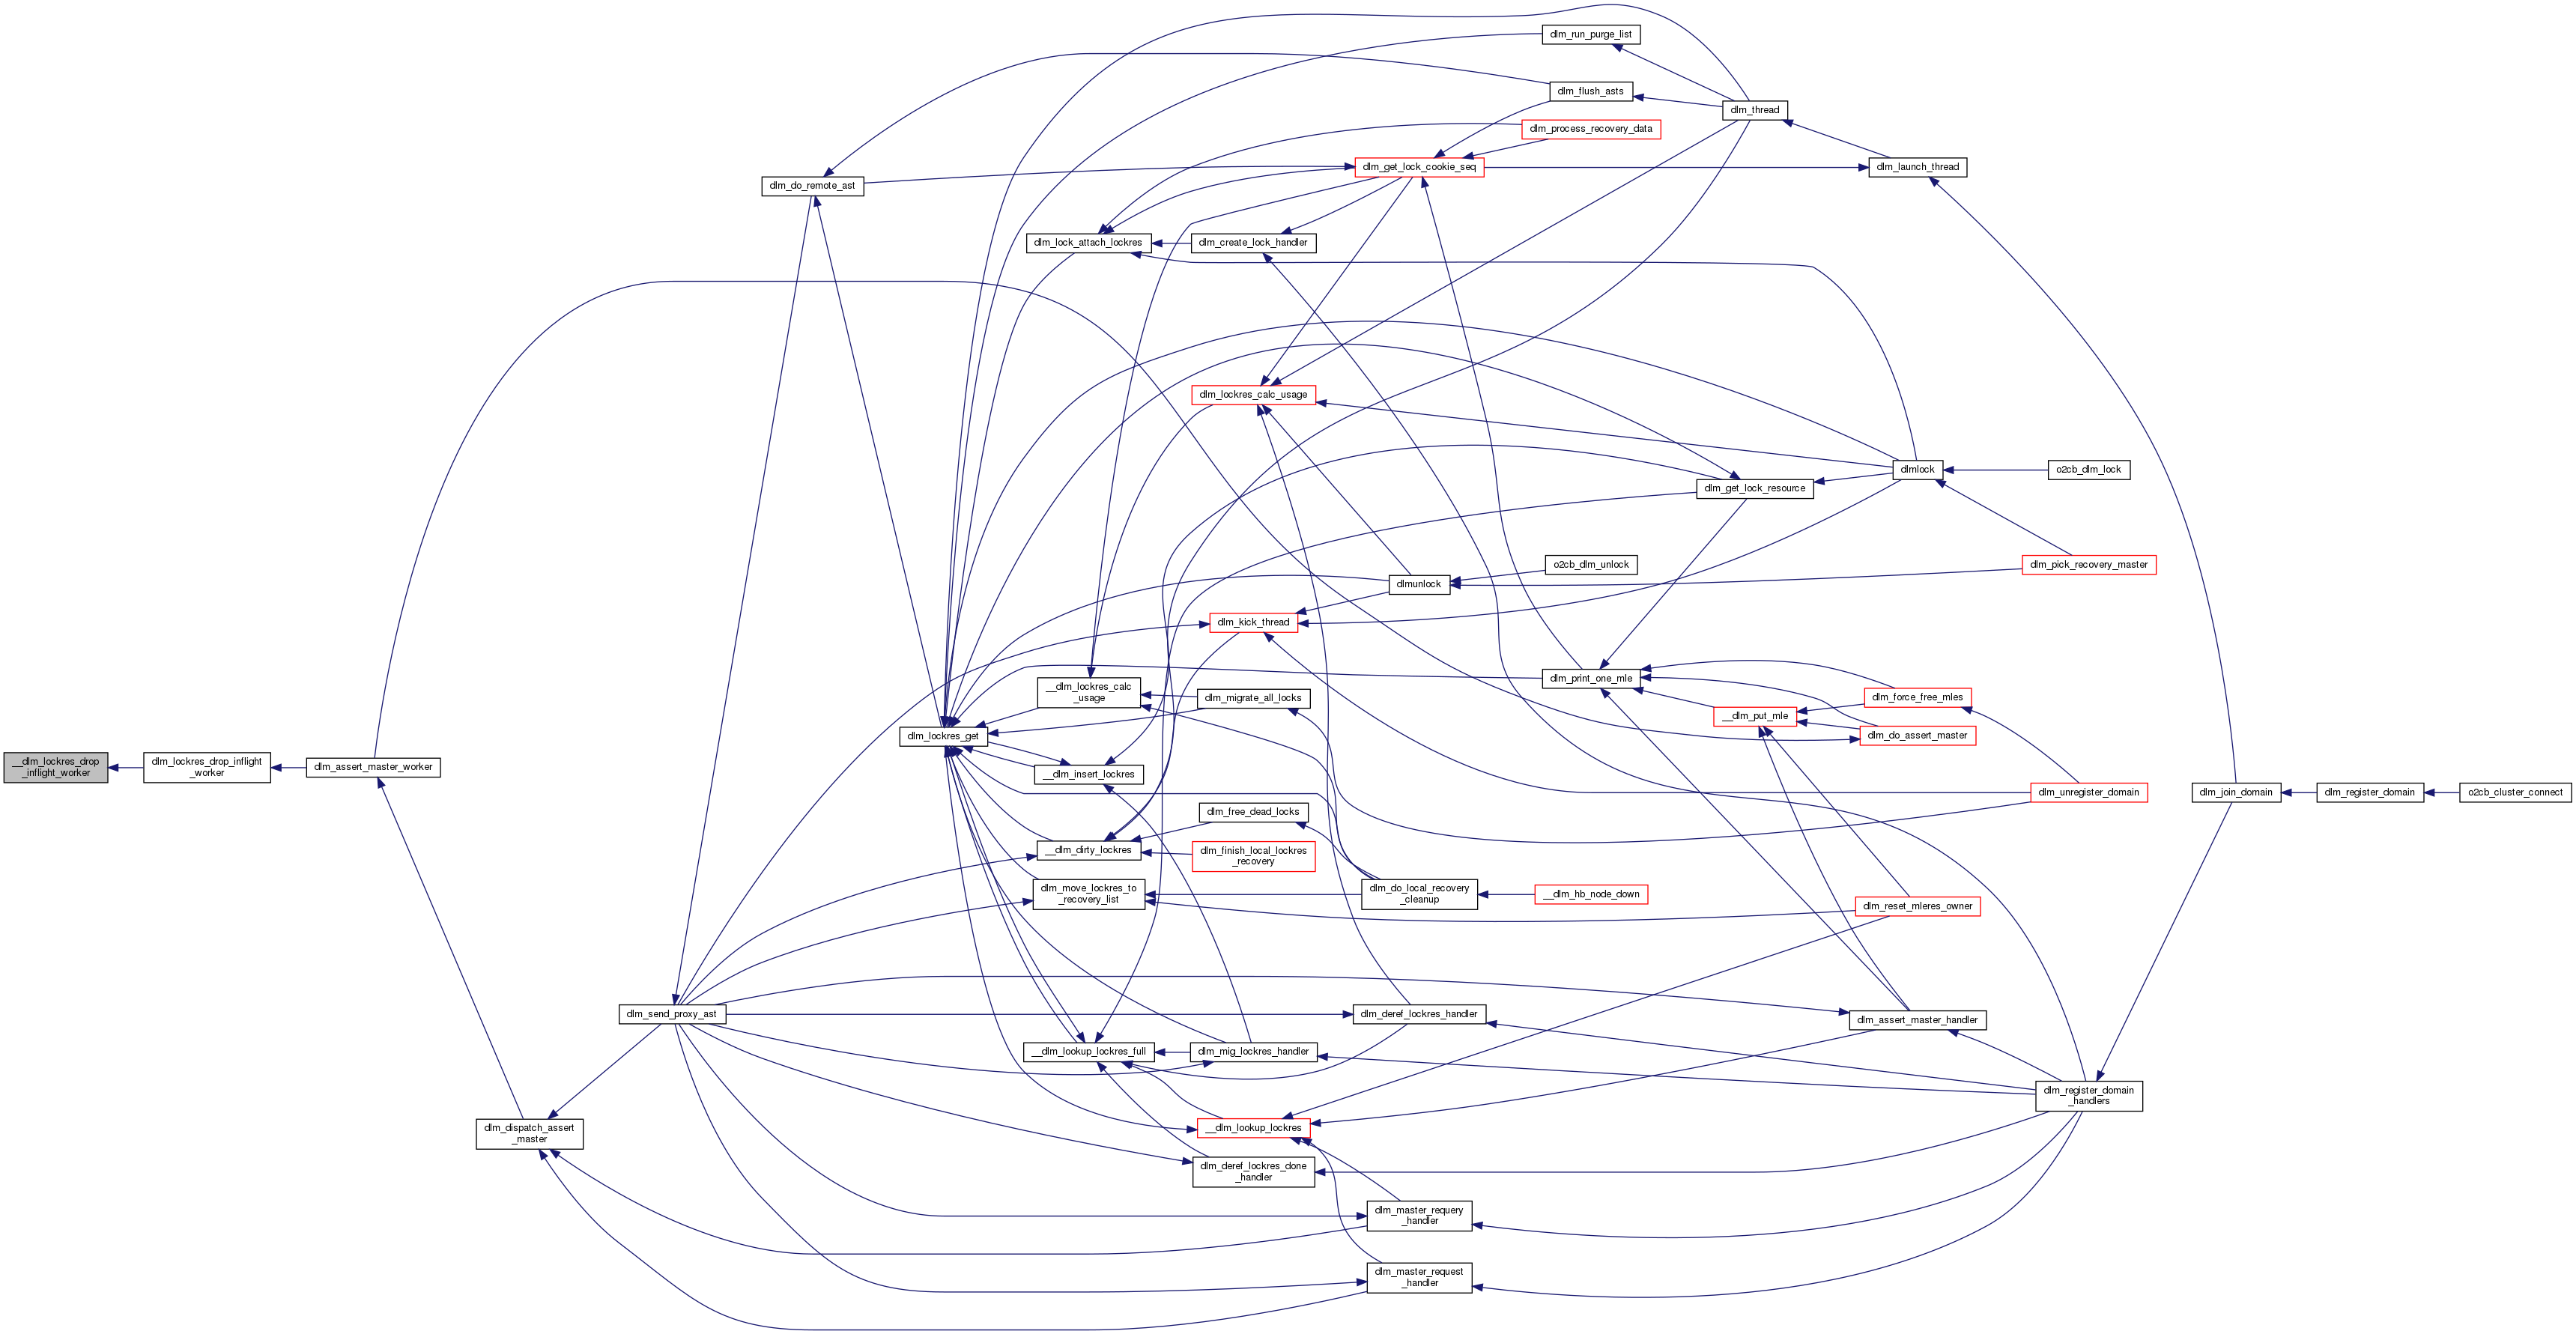 dlm_run_purge_list
dlm_flush_asts
dlm_thread
dlm_process_recovery_data
dlm_get_lock_cookie_seq
dlm_launch_thread
dlm_do_remote_ast
dlm_lock_attach_lockres
dlm_create_lock_handler
dlm_lockres_calc_usage
dlmlock
o2cb_dlm_lock
dlm_get_lock_resource
o2cb_dlm_unlock
dlm_pick_recovery_master
dlmunlock
dlm_kick_thread
dlm_print_one_mle
__dlm_lockres_calc
_usage
dlm_migrate_all_locks
dlm_force_free_mles
__dlm_put_mle
dlm_lockres_get
dlm_do_assert_master
__dlm_lockres_drop
_inflight_worker
dlm_lockres_drop_inflight
_worker
dlm_assert_master_worker
__dlm_insert_lockres
dlm_unregister_domain
dlm_join_domain
dlm_register_domain
o2cb_cluster_connect
dlm_free_dead_locks
__dlm_dirty_lockres
dlm_finish_local_lockres
_recovery
dlm_move_lockres_to
_recovery_list
dlm_do_local_recovery
_cleanup
__dlm_hb_node_down
dlm_reset_mleres_owner
dlm_send_proxy_ast
dlm_deref_lockres_handler
dlm_assert_master_handler
__dlm_lookup_lockres_full
dlm_mig_lockres_handler
dlm_register_domain
_handlers
dlm_dispatch_assert
_master
__dlm_lookup_lockres
dlm_deref_lockres_done
_handler
dlm_master_requery
_handler
dlm_master_request
_handler